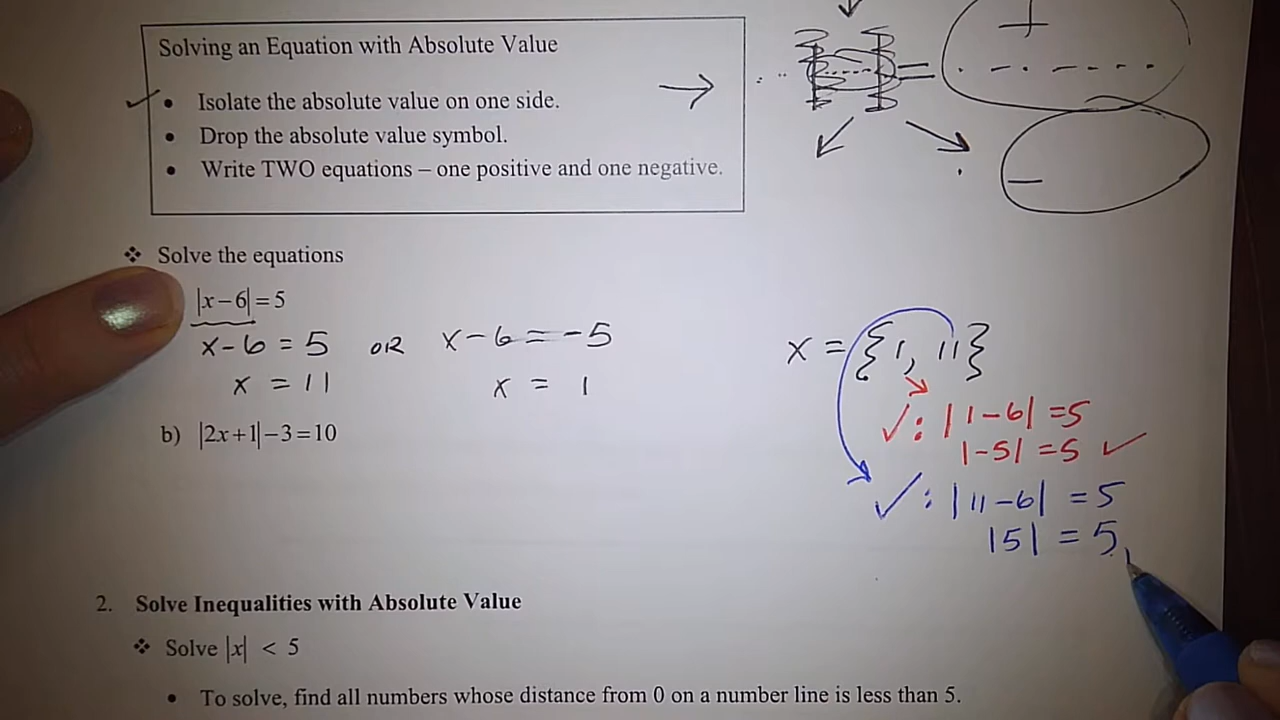 Solving an Equation with Absolute Value
✓ • Isolate the absolute value on one side.
• Drop the absolute value symbol.
• Write TWO equations – one positive and one negative.
+
=
−
❖ Solve the equations
|x−6|=5
x−6 = 5 OR x−6 = −5
x = 11 x = 1
b) |2x+1|−3=10
x = {1, 11}
✓: |1−6| = 5
|−5| = 5 ✓
✓: |11−6| = 5
|5| = 5
2. Solve Inequalities with Absolute Value
❖ Solve |x| < 5
• To solve, find all numbers whose distance from 0 on a number line is less than 5.